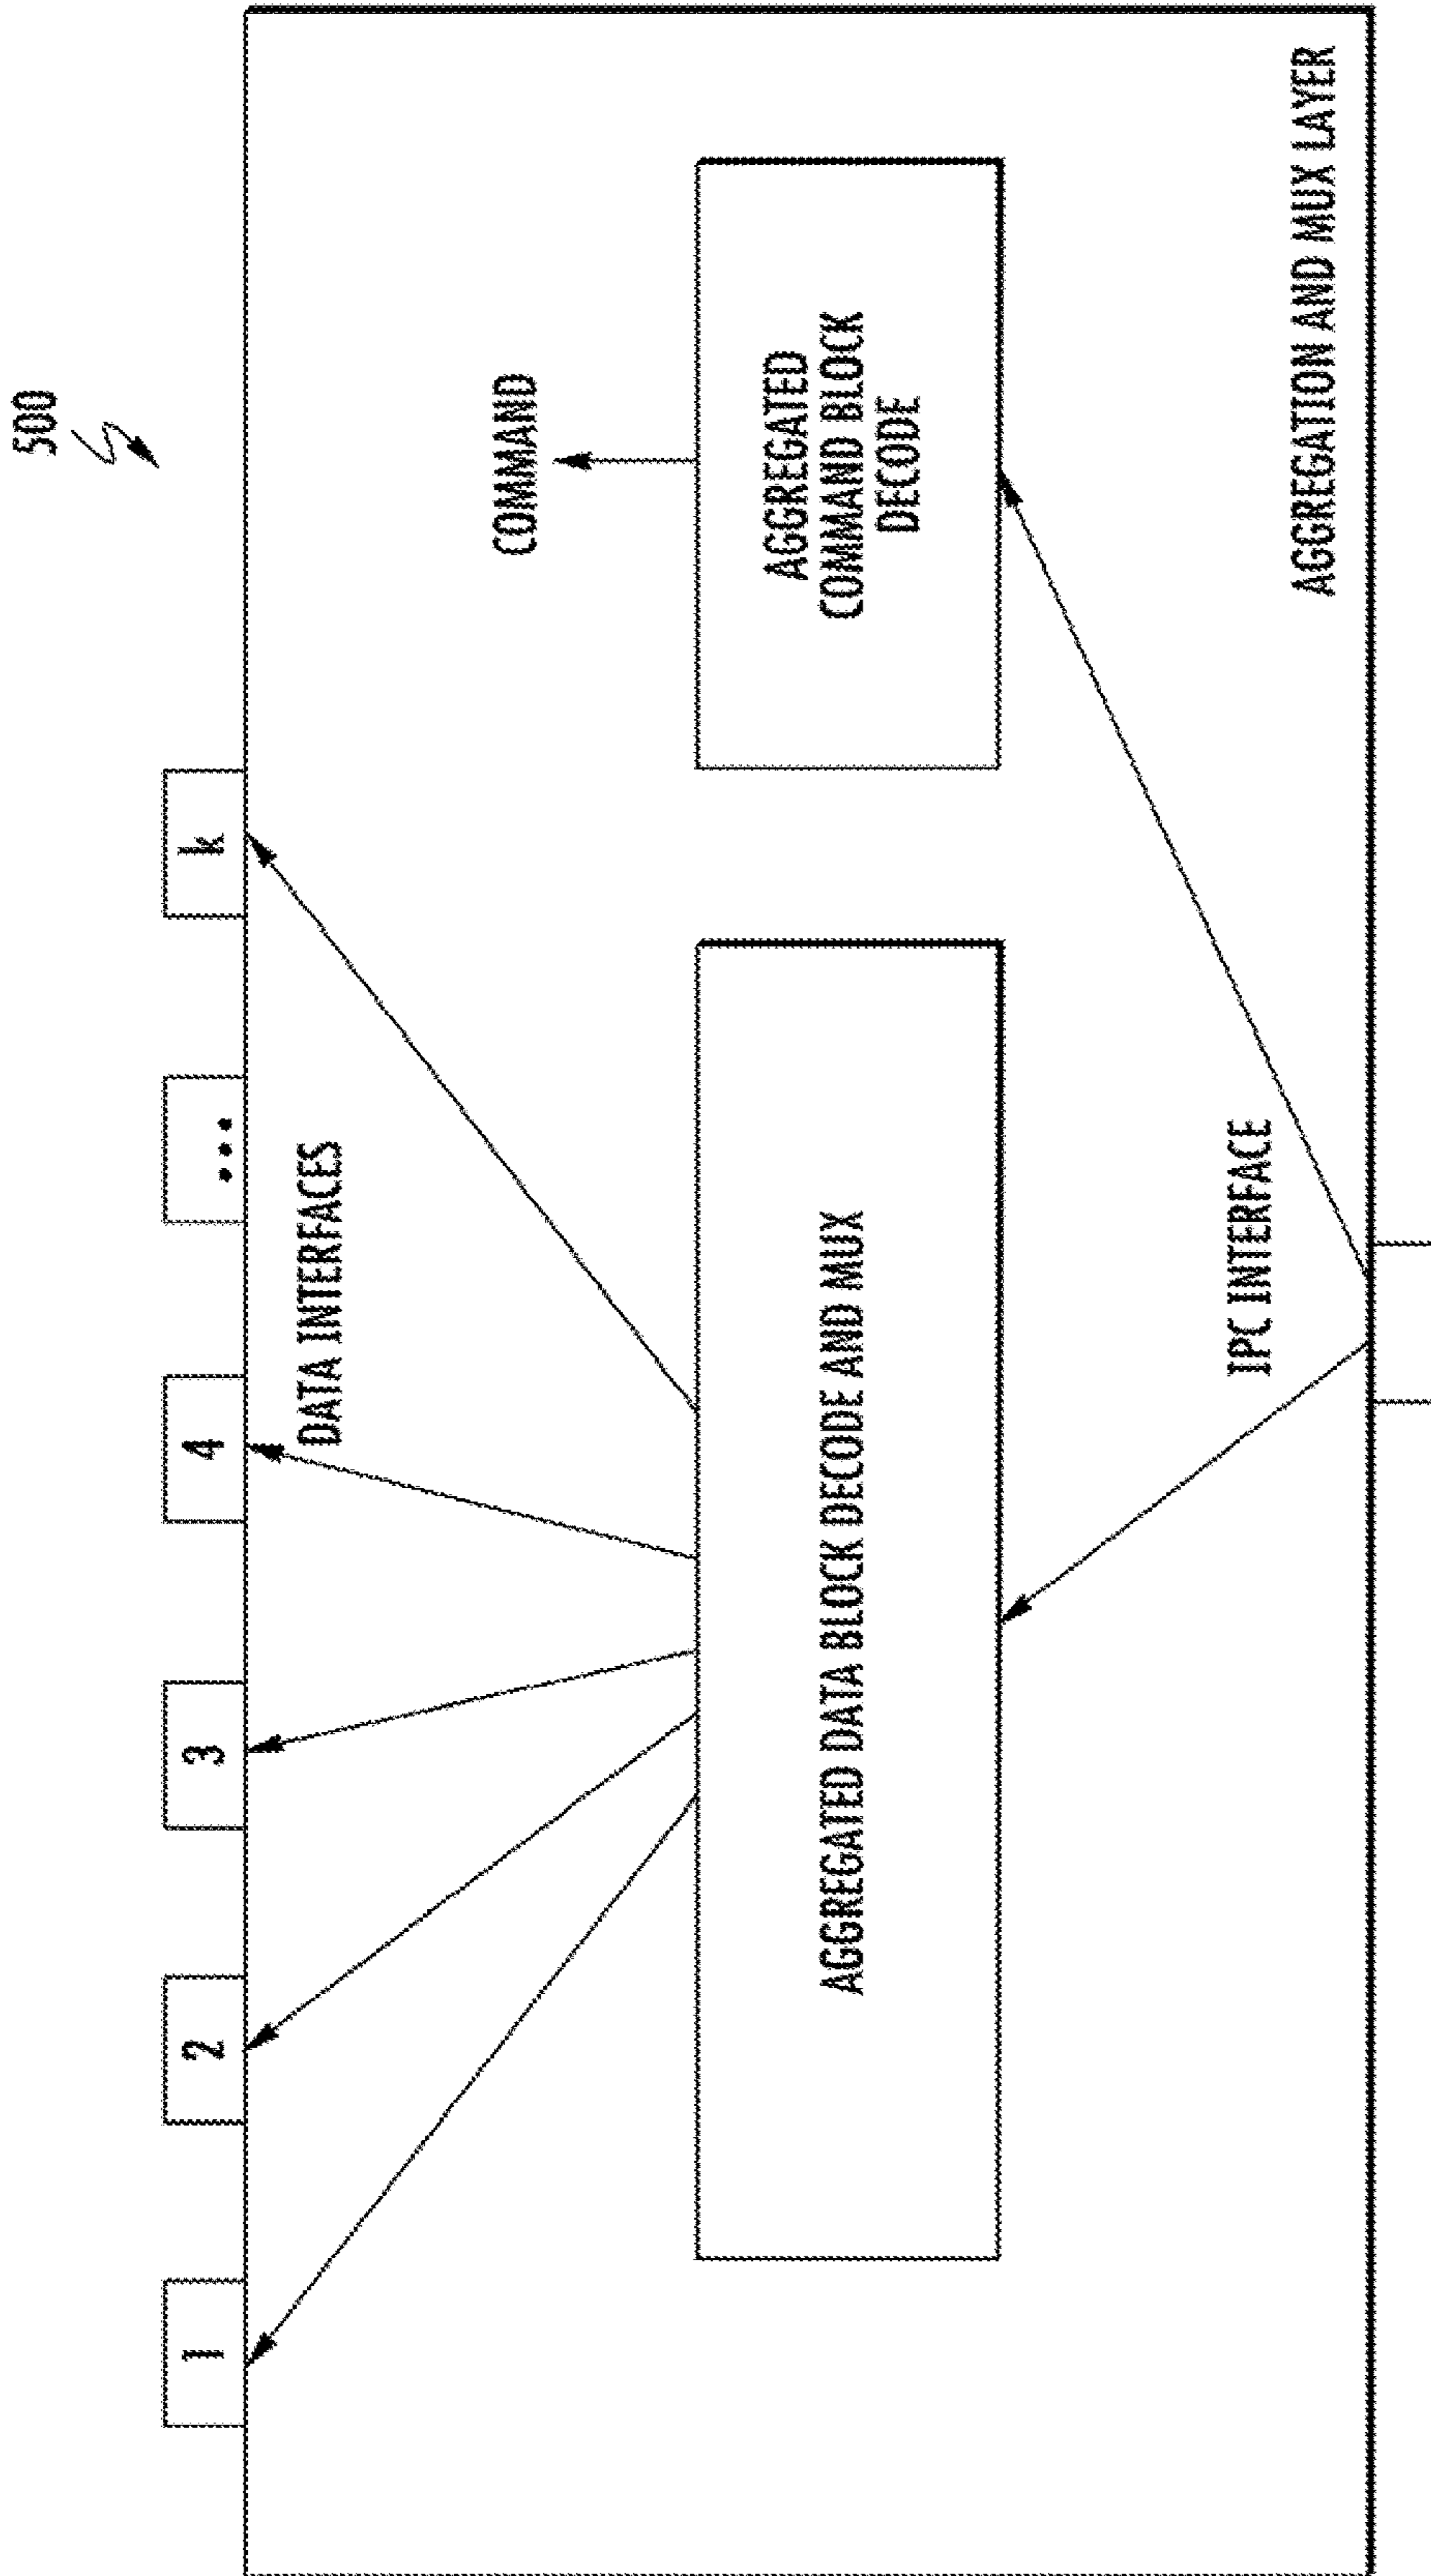 500
1
2
3
4
...
k
DATA INTERFACES
COMMAND
AGGREGATED DATA BLOCK DECODE AND MUX
AGGREGATED
COMMAND BLOCK
DECODE
IPC INTERFACE
AGGREGATION AND MUX LAYER